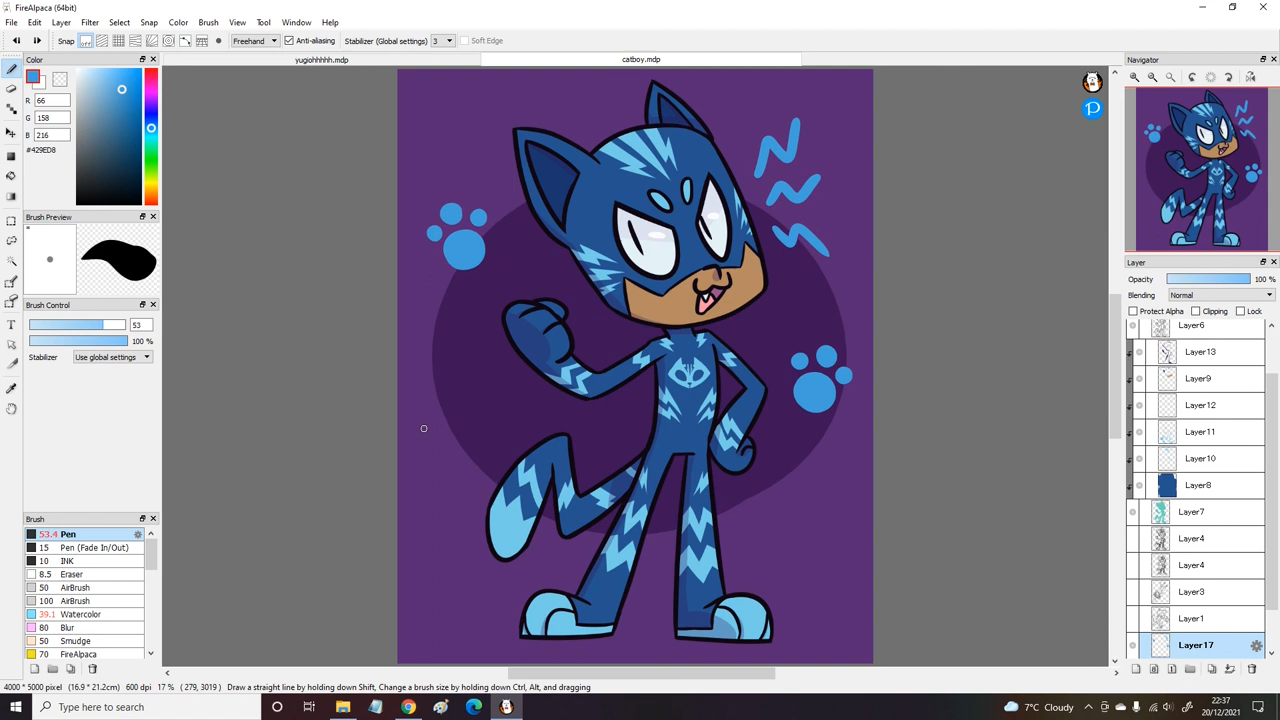 FireAlpaca (64bit)
File Edit Layer Filter Select Snap Color Brush View Tool Window Help
Snap OFF Freehand Anti-aliasing Stabilizer (Global settings) 3 Soft Edge
Color yugiohhhhh.mdp catboy.mdp Navigator
R 66
G 158
B 216
#429ED8
Brush Preview
Layer
Opacity 100 %
Blending Normal
Brush Control Protect Alpha Clipping Lock
53 Layer6
100 % Layer13
Stabilizer Use global settings
Layer9
Layer12
Layer11
Layer10
Layer8
Layer7
Brush
53.4 Pen Layer4
15 Pen (Fade In/Out)
10 INK Layer4
8.5 Eraser
50 AirBrush Layer3
100 AirBrush
39.1 Watercolor Layer1
80 Blur
50 Smudge Layer17
70 FireAlpaca
4000 * 5000 pixel (16.9 * 21.2cm) 600 dpi 17 % ( 279, 3019 ) Draw a straight line by holding down Shift, Change a brush size by holding down Ctrl, Alt, and dragging
Type here to search 7°C Cloudy 22:37
20/12/2021